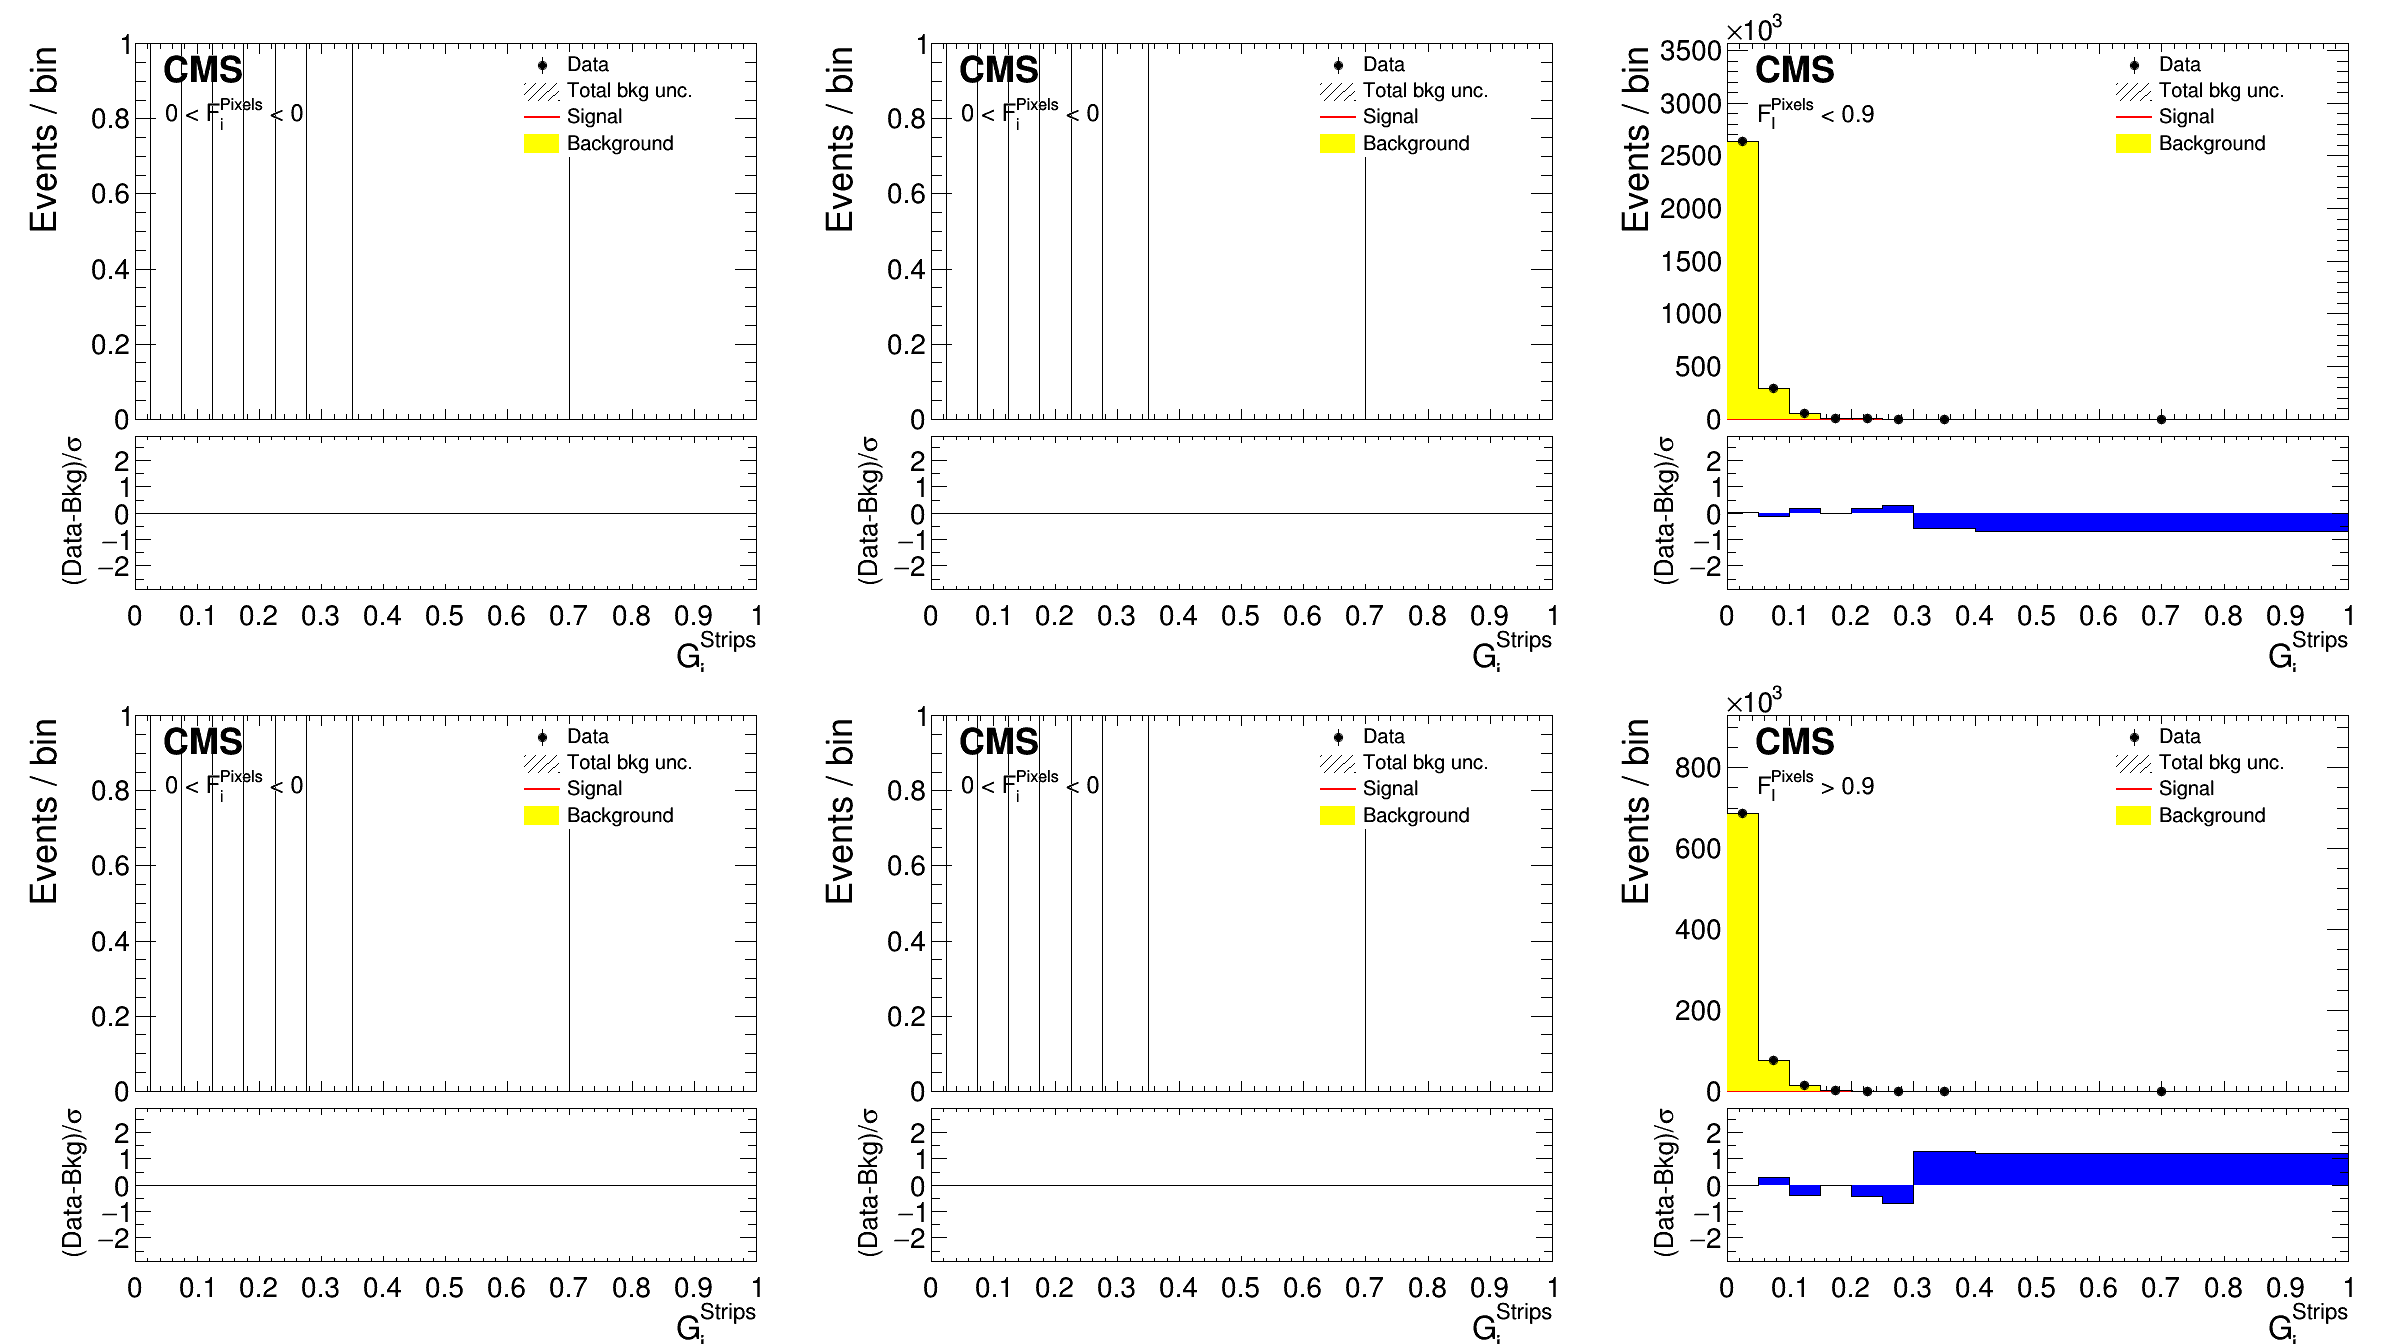 1
CMS
0 < F_i^Pixels < 0
Data
Total bkg unc.
Signal
Background
Events / bin
0.8
0.6
0.4
0.2
0
(Data-Bkg)/σ
2
1
0
−1
−2
0 0.1 0.2 0.3 0.4 0.5 0.6 0.7 0.8 0.9 1
G_i^Strips
1
CMS
0 < F_i^Pixels < 0
Data
Total bkg unc.
Signal
Background
Events / bin
0.8
0.6
0.4
0.2
0
(Data-Bkg)/σ
2
1
0
−1
−2
0 0.1 0.2 0.3 0.4 0.5 0.6 0.7 0.8 0.9 1
G_i^Strips
×10³
CMS
F_i^Pixels < 0.9
Data
Total bkg unc.
Signal
Background
Events / bin
3500
3000
2500
2000
1500
1000
500
0
(Data-Bkg)/σ
2
1
0
−1
−2
0 0.1 0.2 0.3 0.4 0.5 0.6 0.7 0.8 0.9 1
G_i^Strips
1
CMS
0 < F_i^Pixels < 0
Data
Total bkg unc.
Signal
Background
Events / bin
0.8
0.6
0.4
0.2
0
(Data-Bkg)/σ
2
1
0
−1
−2
0 0.1 0.2 0.3 0.4 0.5 0.6 0.7 0.8 0.9 1
G_i^Strips
1
CMS
0 < F_i^Pixels < 0
Data
Total bkg unc.
Signal
Background
Events / bin
0.8
0.6
0.4
0.2
0
(Data-Bkg)/σ
2
1
0
−1
−2
0 0.1 0.2 0.3 0.4 0.5 0.6 0.7 0.8 0.9 1
G_i^Strips
×10³
CMS
F_i^Pixels > 0.9
Data
Total bkg unc.
Signal
Background
Events / bin
800
600
400
200
0
(Data-Bkg)/σ
2
1
0
−1
−2
0 0.1 0.2 0.3 0.4 0.5 0.6 0.7 0.8 0.9 1
G_i^Strips